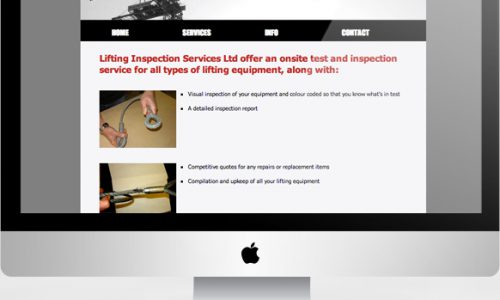 HOME SERVICES INFO CONTACT
Lifting Inspection Services Ltd offer an onsite test and inspection
service for all types of lifting equipment, along with:
Visual inspection of your equipment and colour coded so that you know what's in test
A detailed inspection report
Competitive quotes for any repairs or replacement items
Compilation and upkeep of all your lifting equipment